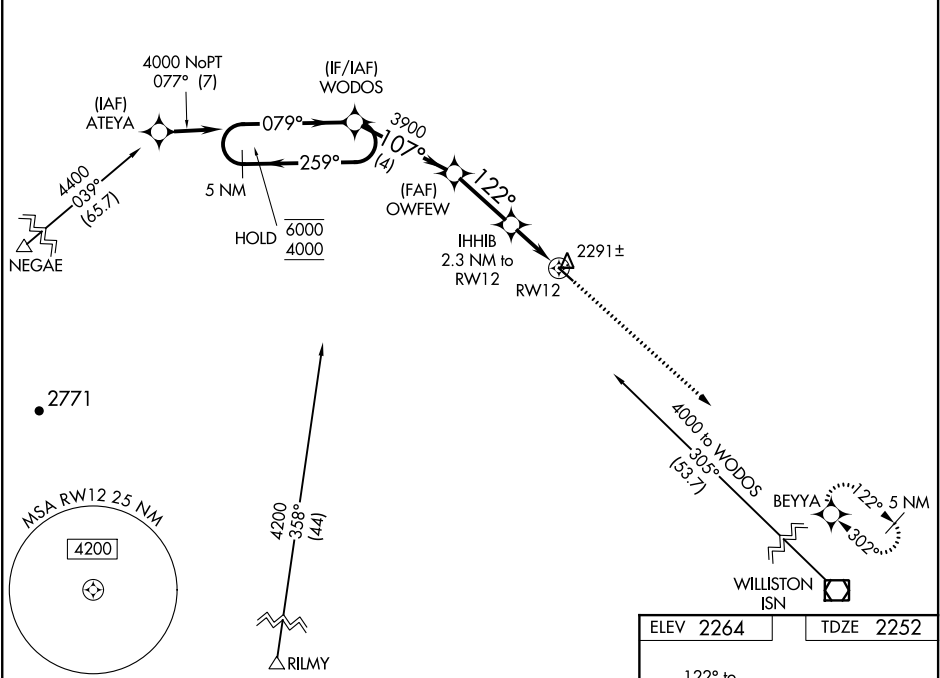 4000 NoPT
077° (7)
(IAF)
ATEYA
(IF/IAF)
WODOS
079°
259°
5 NM
HOLD
6000
4000
3900
107°
(4)
(FAF)
OWFEW
122°
IHHIB
2.3 NM to
RW12
RW12
2291±
4400
039°
(65.7)
NEGAE
2771
MSA RW12 25 NM
4200
4200
358°
(44)
RILMY
4000 to WODOS
305°
(53.7)
BEYYA
122°
5 NM
302°
WILLISTON
ISN
ELEV 2264
TDZE 2252
122° to